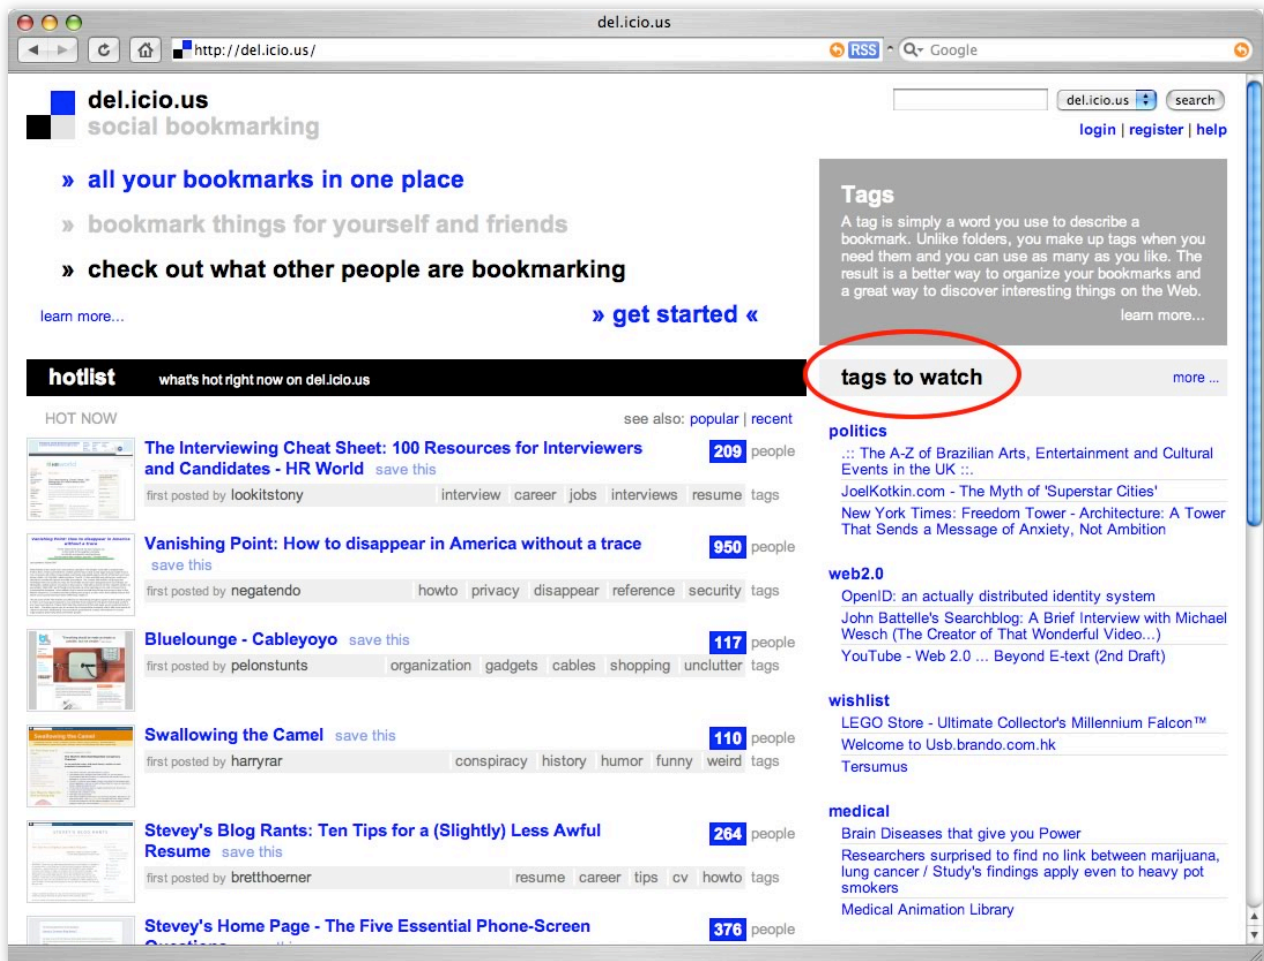 del.icio.us
http://del.icio.us/
RSS
Google
del.icio.us
social bookmarking
del.icio.us
search
login | register | help
» all your bookmarks in one place
» bookmark things for yourself and friends
» check out what other people are bookmarking
learn more...
» get started «
Tags
A tag is simply a word you use to describe a
bookmark. Unlike folders, you make up tags when you
need them and you can use as many as you like. The
result is a better way to organize your bookmarks and
a great way to discover interesting things on the Web.
learn more...
hotlist what's hot right now on del.icio.us
HOT NOW
see also: popular | recent
The Interviewing Cheat Sheet: 100 Resources for Interviewers
and Candidates - HR World save this
209 people
first posted by lookitstony
interview career jobs interviews resume tags
Vanishing Point: How to disappear in America without a trace
save this
950 people
first posted by negatendo
howto privacy disappear reference security tags
Bluelounge - Cableyoyo save this
117 people
first posted by pelonstunts
organization gadgets cables shopping unclutter tags
Swallowing the Camel save this
110 people
first posted by harryrar
conspiracy history humor funny weird tags
Stevey's Blog Rants: Ten Tips for a (Slightly) Less Awful
Resume save this
264 people
first posted by bretthoerner
resume career tips cv howto tags
Stevey's Home Page - The Five Essential Phone-Screen
376 people
tags to watch
more ...
politics
.:: The A-Z of Brazilian Arts, Entertainment and Cultural
Events in the UK ::.
JoelKotkin.com - The Myth of 'Superstar Cities'
New York Times: Freedom Tower - Architecture: A Tower
That Sends a Message of Anxiety, Not Ambition
web2.0
OpenID: an actually distributed identity system
John Battelle's Searchblog: A Brief Interview with Michael
Wesch (The Creator of That Wonderful Video...)
YouTube - Web 2.0 ... Beyond E-text (2nd Draft)
wishlist
LEGO Store - Ultimate Collector's Millennium Falcon™
Welcome to Usb.brando.com.hk
Tersumus
medical
Brain Diseases that give you Power
Researchers surprised to find no link between marijuana,
lung cancer / Study's findings apply even to heavy pot
smokers
Medical Animation Library